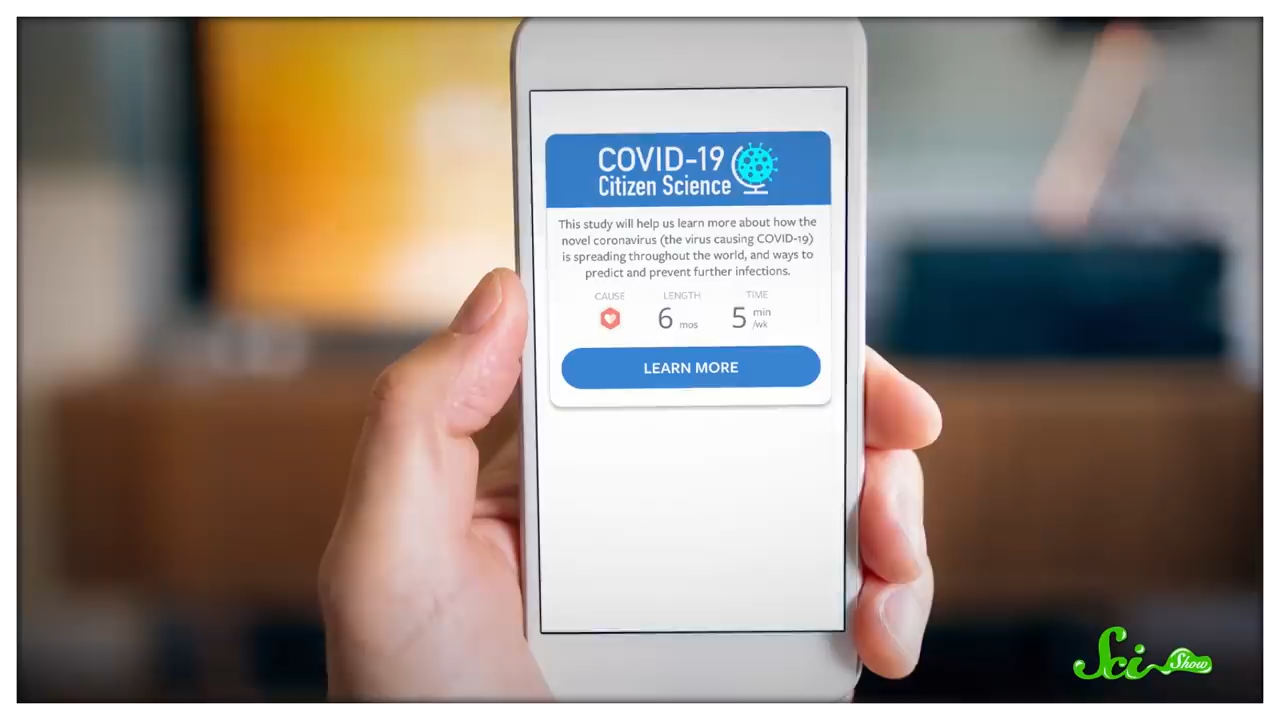 COVID-19
Citizen Science
This study will help us learn more about how the
novel coronavirus (the virus causing COVID-19)
is spreading throughout the world, and ways to
predict and prevent further infections.
CAUSE LENGTH TIME
6 mos 5 min /wk
LEARN MORE
Sci Show